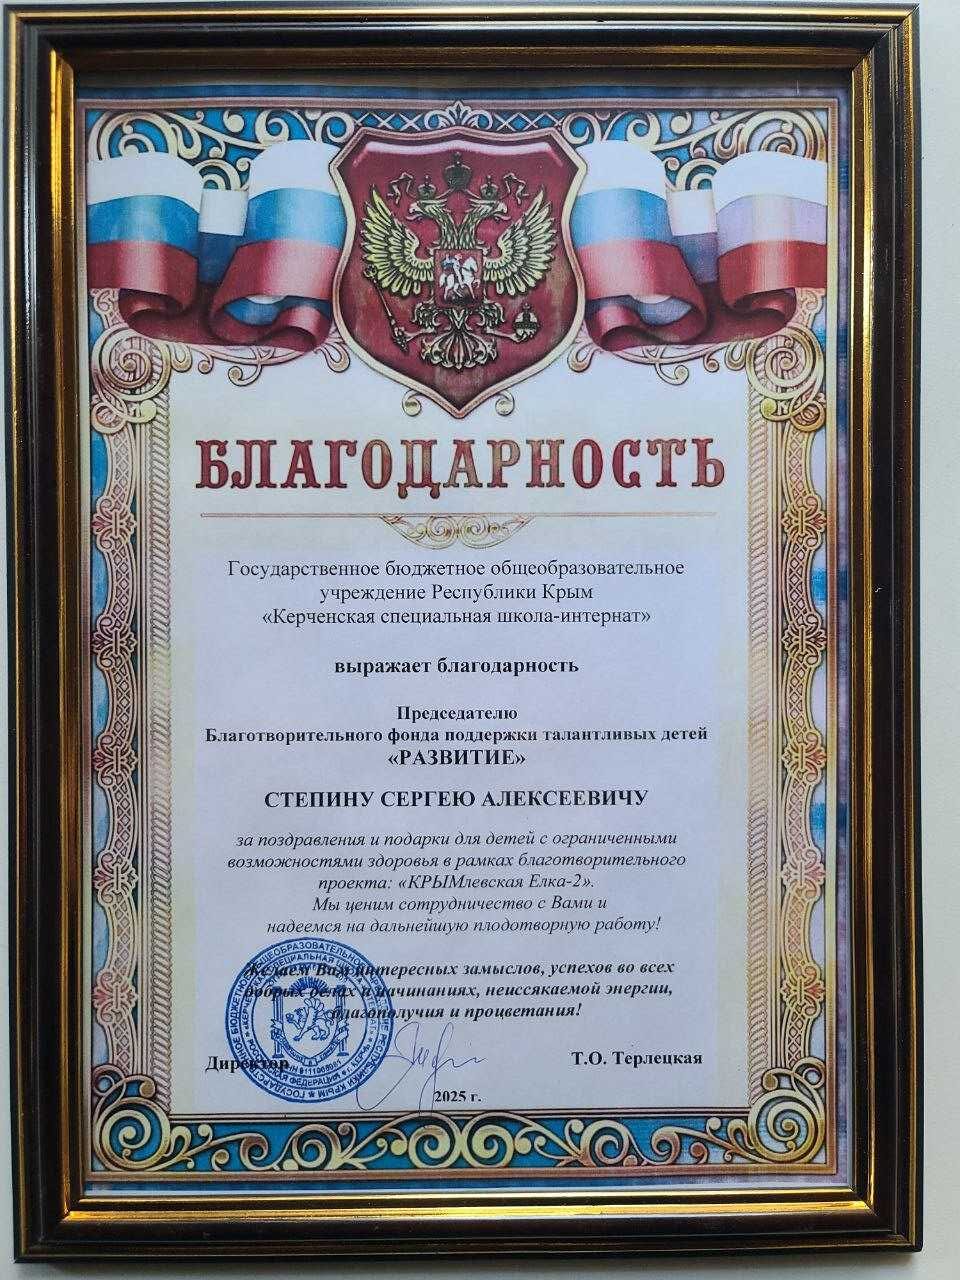 БЛАГОДАРНОСТЬ
Государственное бюджетное общеобразовательное
учреждение Республики Крым
«Керченская специальная школа-интернат»
выражает благодарность
Председателю
Благотворительного фонда поддержки талантливых детей
«РАЗВИТИЕ»
СТЕПИНУ СЕРГЕЮ АЛЕКСЕЕВИЧУ
за поздравления и подарки для детей с ограниченными
возможностями здоровья в рамках благотворительного
проекта: «КРЫМлевская Елка-2».
Мы ценим сотрудничество с Вами и
надеемся на дальнейшую плодотворную работу!
Желаем Вам интересных замыслов, успехов во всех
добрых делах и начинаниях, неиссякаемой энергии,
благополучия и процветания!
Директор Т.О. Терлецкая
2025 г.